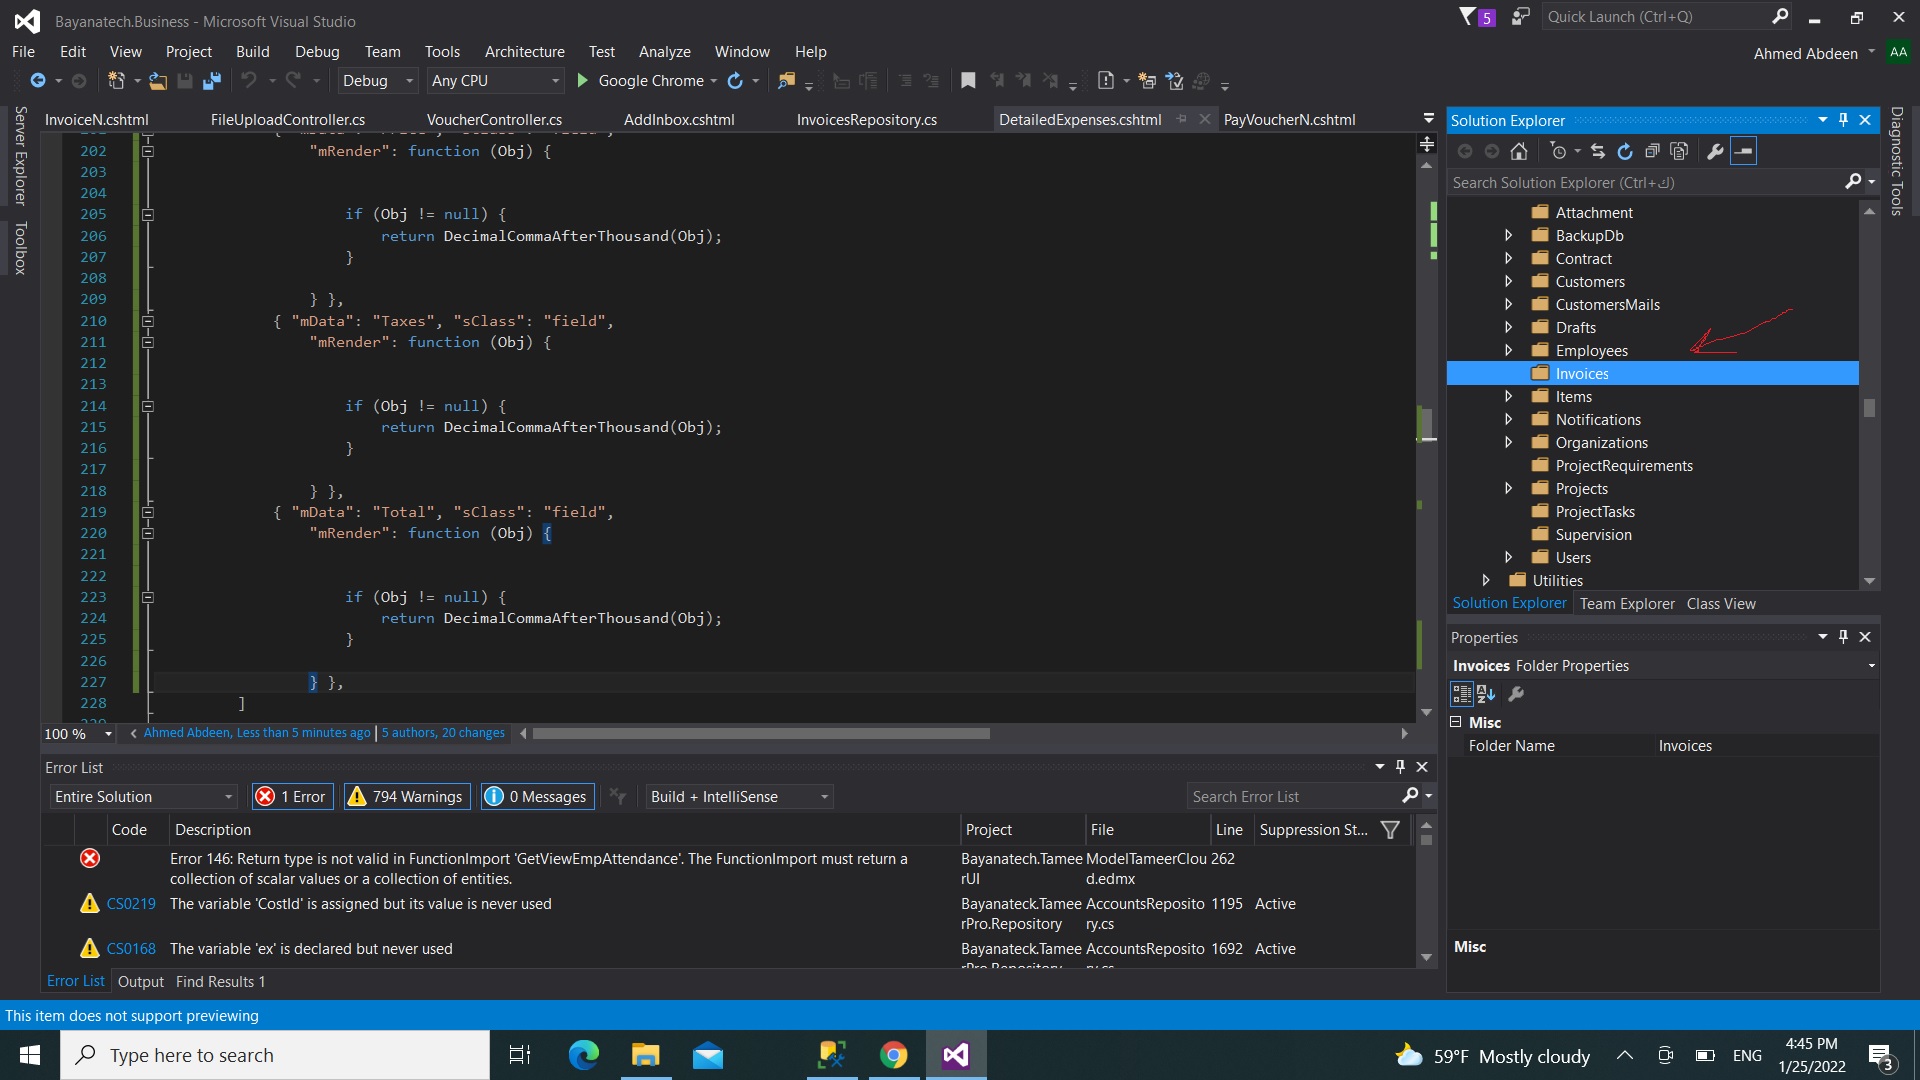 Bayanatech.Business - Microsoft Visual Studio
5
Quick Launch (Ctrl+Q)
File Edit View Project Build Debug Team Tools Architecture Test Analyze Window Help
Ahmed Abdeen AA
Debug Any CPU Google Chrome
Server Explorer
Toolbox
InvoiceN.cshtml FileUploadController.cs VoucherController.cs AddInbox.cshtml InvoicesRepository.cs DetailedExpenses.cshtml PayVoucherN.cshtml
202 "mRender": function (Obj) {
203
204
205 if (Obj != null) {
206 return DecimalCommaAfterThousand(Obj);
207 }
208
209 } },
210 { "mData": "Taxes", "sClass": "field",
211 "mRender": function (Obj) {
212
213
214 if (Obj != null) {
215 return DecimalCommaAfterThousand(Obj);
216 }
217
218 } },
219 { "mData": "Total", "sClass": "field",
220 "mRender": function (Obj) {
221
222
223 if (Obj != null) {
224 return DecimalCommaAfterThousand(Obj);
225 }
226
227 } },
228 ]
100 % Ahmed Abdeen, Less than 5 minutes ago | 5 authors, 20 changes
Solution Explorer
Search Solution Explorer (Ctrl+ك)
Attachment
BackupDb
Contract
Customers
CustomersMails
Drafts
Employees
Invoices
Items
Notifications
Organizations
ProjectRequirements
Projects
ProjectTasks
Supervision
Users
Utilities
Solution Explorer Team Explorer Class View
Diagnostic Tools
Properties
Invoices Folder Properties
Misc
Folder Name Invoices
Misc
Error List
Entire Solution 1 Error 794 Warnings 0 Messages Build + IntelliSense Search Error List
Code Description Project File Line Suppression St...
Error 146: Return type is not valid in FunctionImport 'GetViewEmpAttendance'. The FunctionImport must return a Bayanatech.Tamee ModelTameerClou 262
collection of scalar values or a collection of entities. rUI d.edmx
CS0219 The variable 'CostId' is assigned but its value is never used Bayanateck.Tamee AccountsReposito 1195 Active
rPro.Repository ry.cs
CS0168 The variable 'ex' is declared but never used Bayanateck.Tamee AccountsReposito 1692 Active
Error List Output Find Results 1
This item does not support previewing
Type here to search
59°F Mostly cloudy ENG 4:45 PM
1/25/2022
3